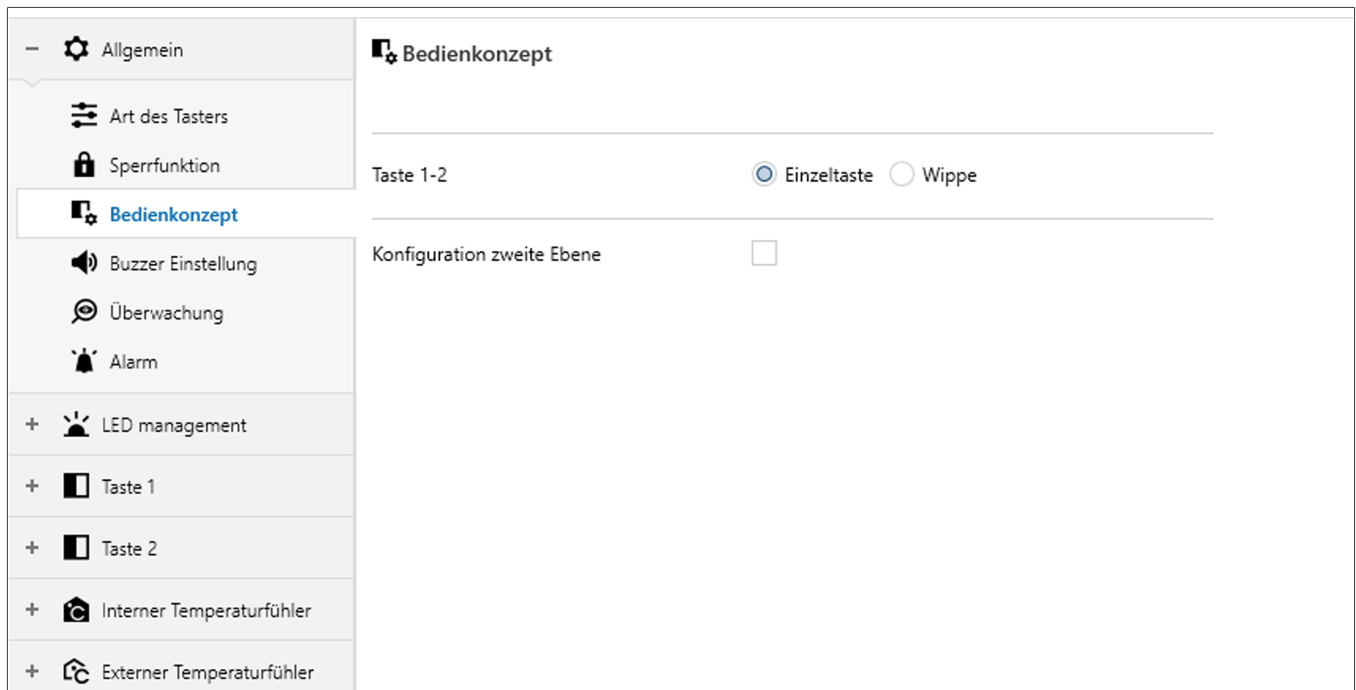 Allgemein
Art des Tasters
Sperrfunktion
Bedienkonzept
Buzzer Einstellung
Überwachung
Alarm
LED management
Taste 1
Taste 2
Interner Temperaturfühler
Externer Temperaturfühler
Bedienkonzept
Taste 1-2 Einzeltaste Wippe
Konfiguration zweite Ebene